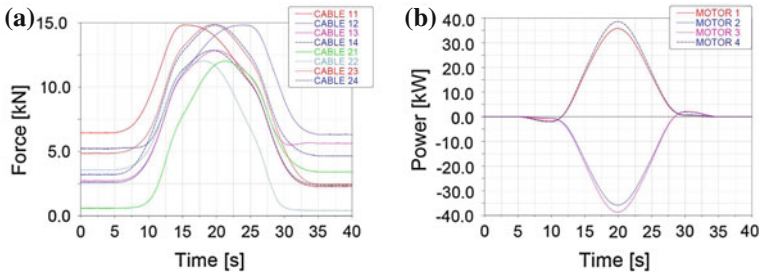 (a)
Force [kN]
15.0
10.0
5.0
0.0
CABLE 11
CABLE 12
CABLE 13
CABLE 14
CABLE 21
CABLE 22
CABLE 23
CABLE 24
0 5 10 15 20 25 30 35 40
Time [s]
(b)
Power [kW]
40.0
30.0
20.0
10.0
0.0
-10.0
-20.0
-30.0
-40.0
MOTOR 1
MOTOR 2
MOTOR 3
MOTOR 4
0 5 10 15 20 25 30 35 40
Time [s]